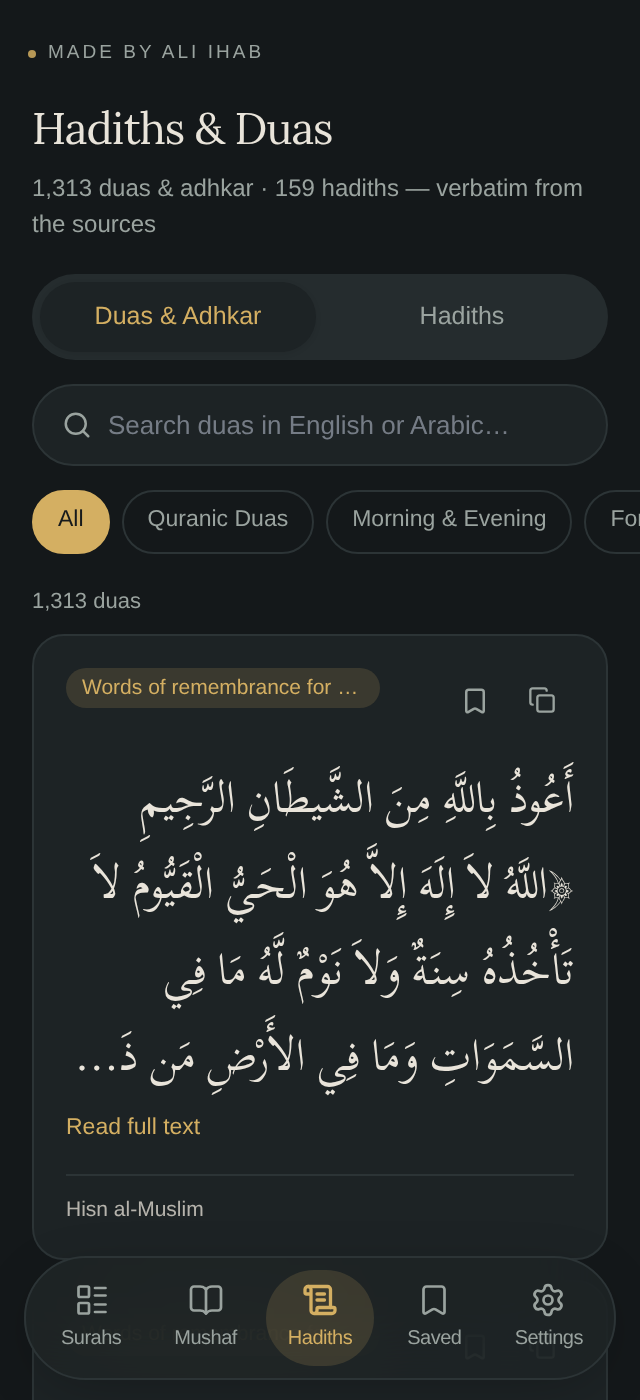 MADE BY ALI IHAB
Hadiths & Duas
1,313 duas & adhkar · 159 hadiths — verbatim from
the sources
Duas & Adhkar
Hadiths
Search duas in English or Arabic…
All
Quranic Duas
Morning & Evening
For
1,313 duas
Words of remembrance for …
أَعُوذُ بِاللَّهِ مِنَ الشَّيطَانِ الرَّجِيمِ
﴿اللَّهُ لاَ إِلَهَ إِلاَّ هُوَ الْحَيُّ الْقَيُّومُ لاَ
تَأْخُذُهُ سِنَةٌ وَلاَ نَوْمٌ لَّهُ مَا فِي
السَّمَوَاتِ وَمَا فِي الأَرْضِ مَن ذَ…
Read full text
Hisn al-Muslim
Surahs
Mushaf
Hadiths
Saved
Settings